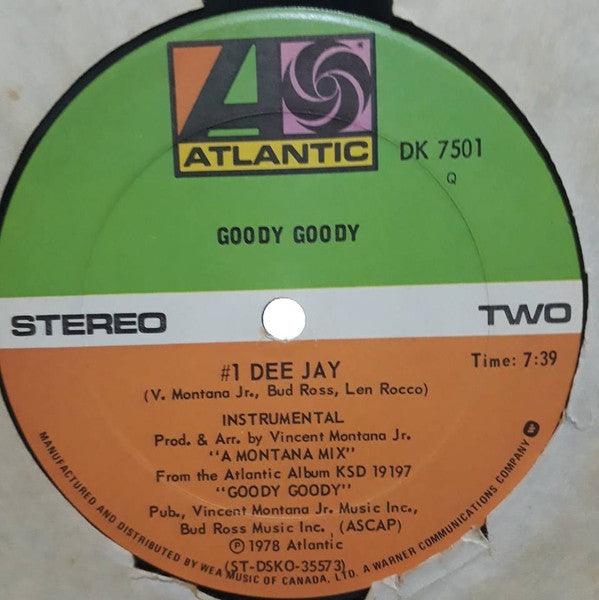 ATLANTIC
DK 7501
Q
GOODY GOODY
STEREO
TWO
#1 DEE JAY
Time: 7:39
(V. Montana Jr., Bud Ross, Len Rocco)
INSTRUMENTAL
Prod. & Arr. by Vincent Montana Jr.
"A MONTANA MIX"
From the Atlantic Album KSD 19197
"GOODY GOODY"
Pub., Vincent Montana Jr. Music Inc.,
Bud Ross Music Inc. (ASCAP)
℗ 1978 Atlantic
(ST-DSKO-35573)
MANUFACTURED AND DISTRIBUTED BY WEA MUSIC OF CANADA, LTD. A WARNER COMMUNICATIONS COMPANY